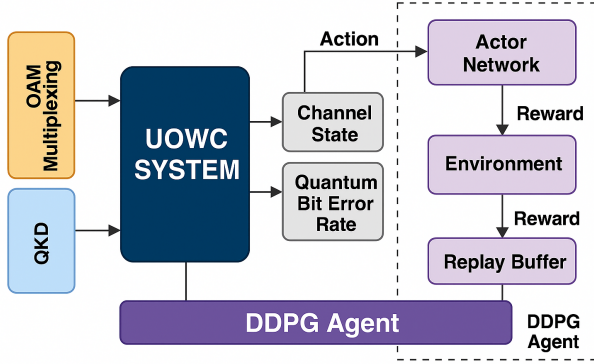 OAM
Multiplexing
QKD
UOWC
SYSTEM
Channel
State
Quantum
Bit Error
Rate
Action
Actor
Network
Reward
Environment
Reward
Replay Buffer
DDPG Agent
DDPG
Agent